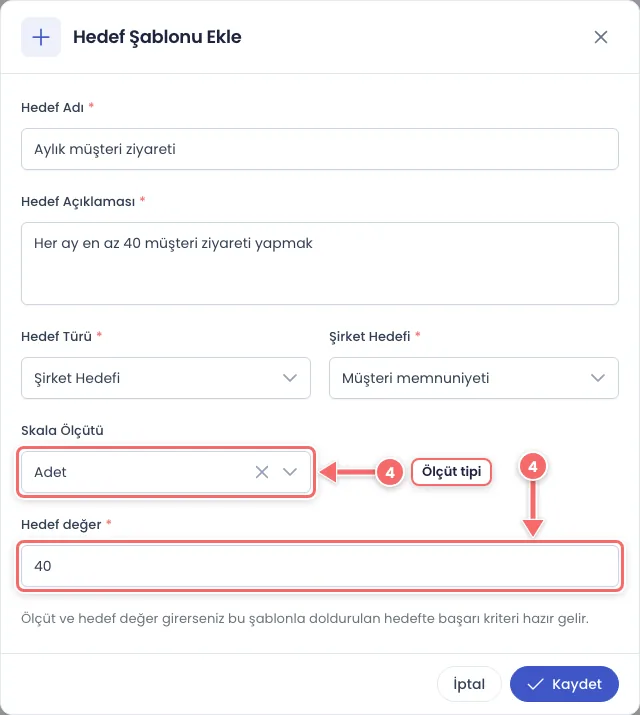 Hedef Şablonu Ekle
Hedef Adı *
Aylık müşteri ziyareti
Hedef Açıklaması *
Her ay en az 40 müşteri ziyareti yapmak
Hedef Türü *
Şirket Hedefi *
Şirket Hedefi
Müşteri memnuniyeti
Skala Ölçütü
Adet
4
Ölçüt tipi
4
Hedef değer *
40
Ölçüt ve hedef değer girerseniz bu şablonla doldurulan hedefte başarı kriteri hazır gelir.
İptal
Kaydet